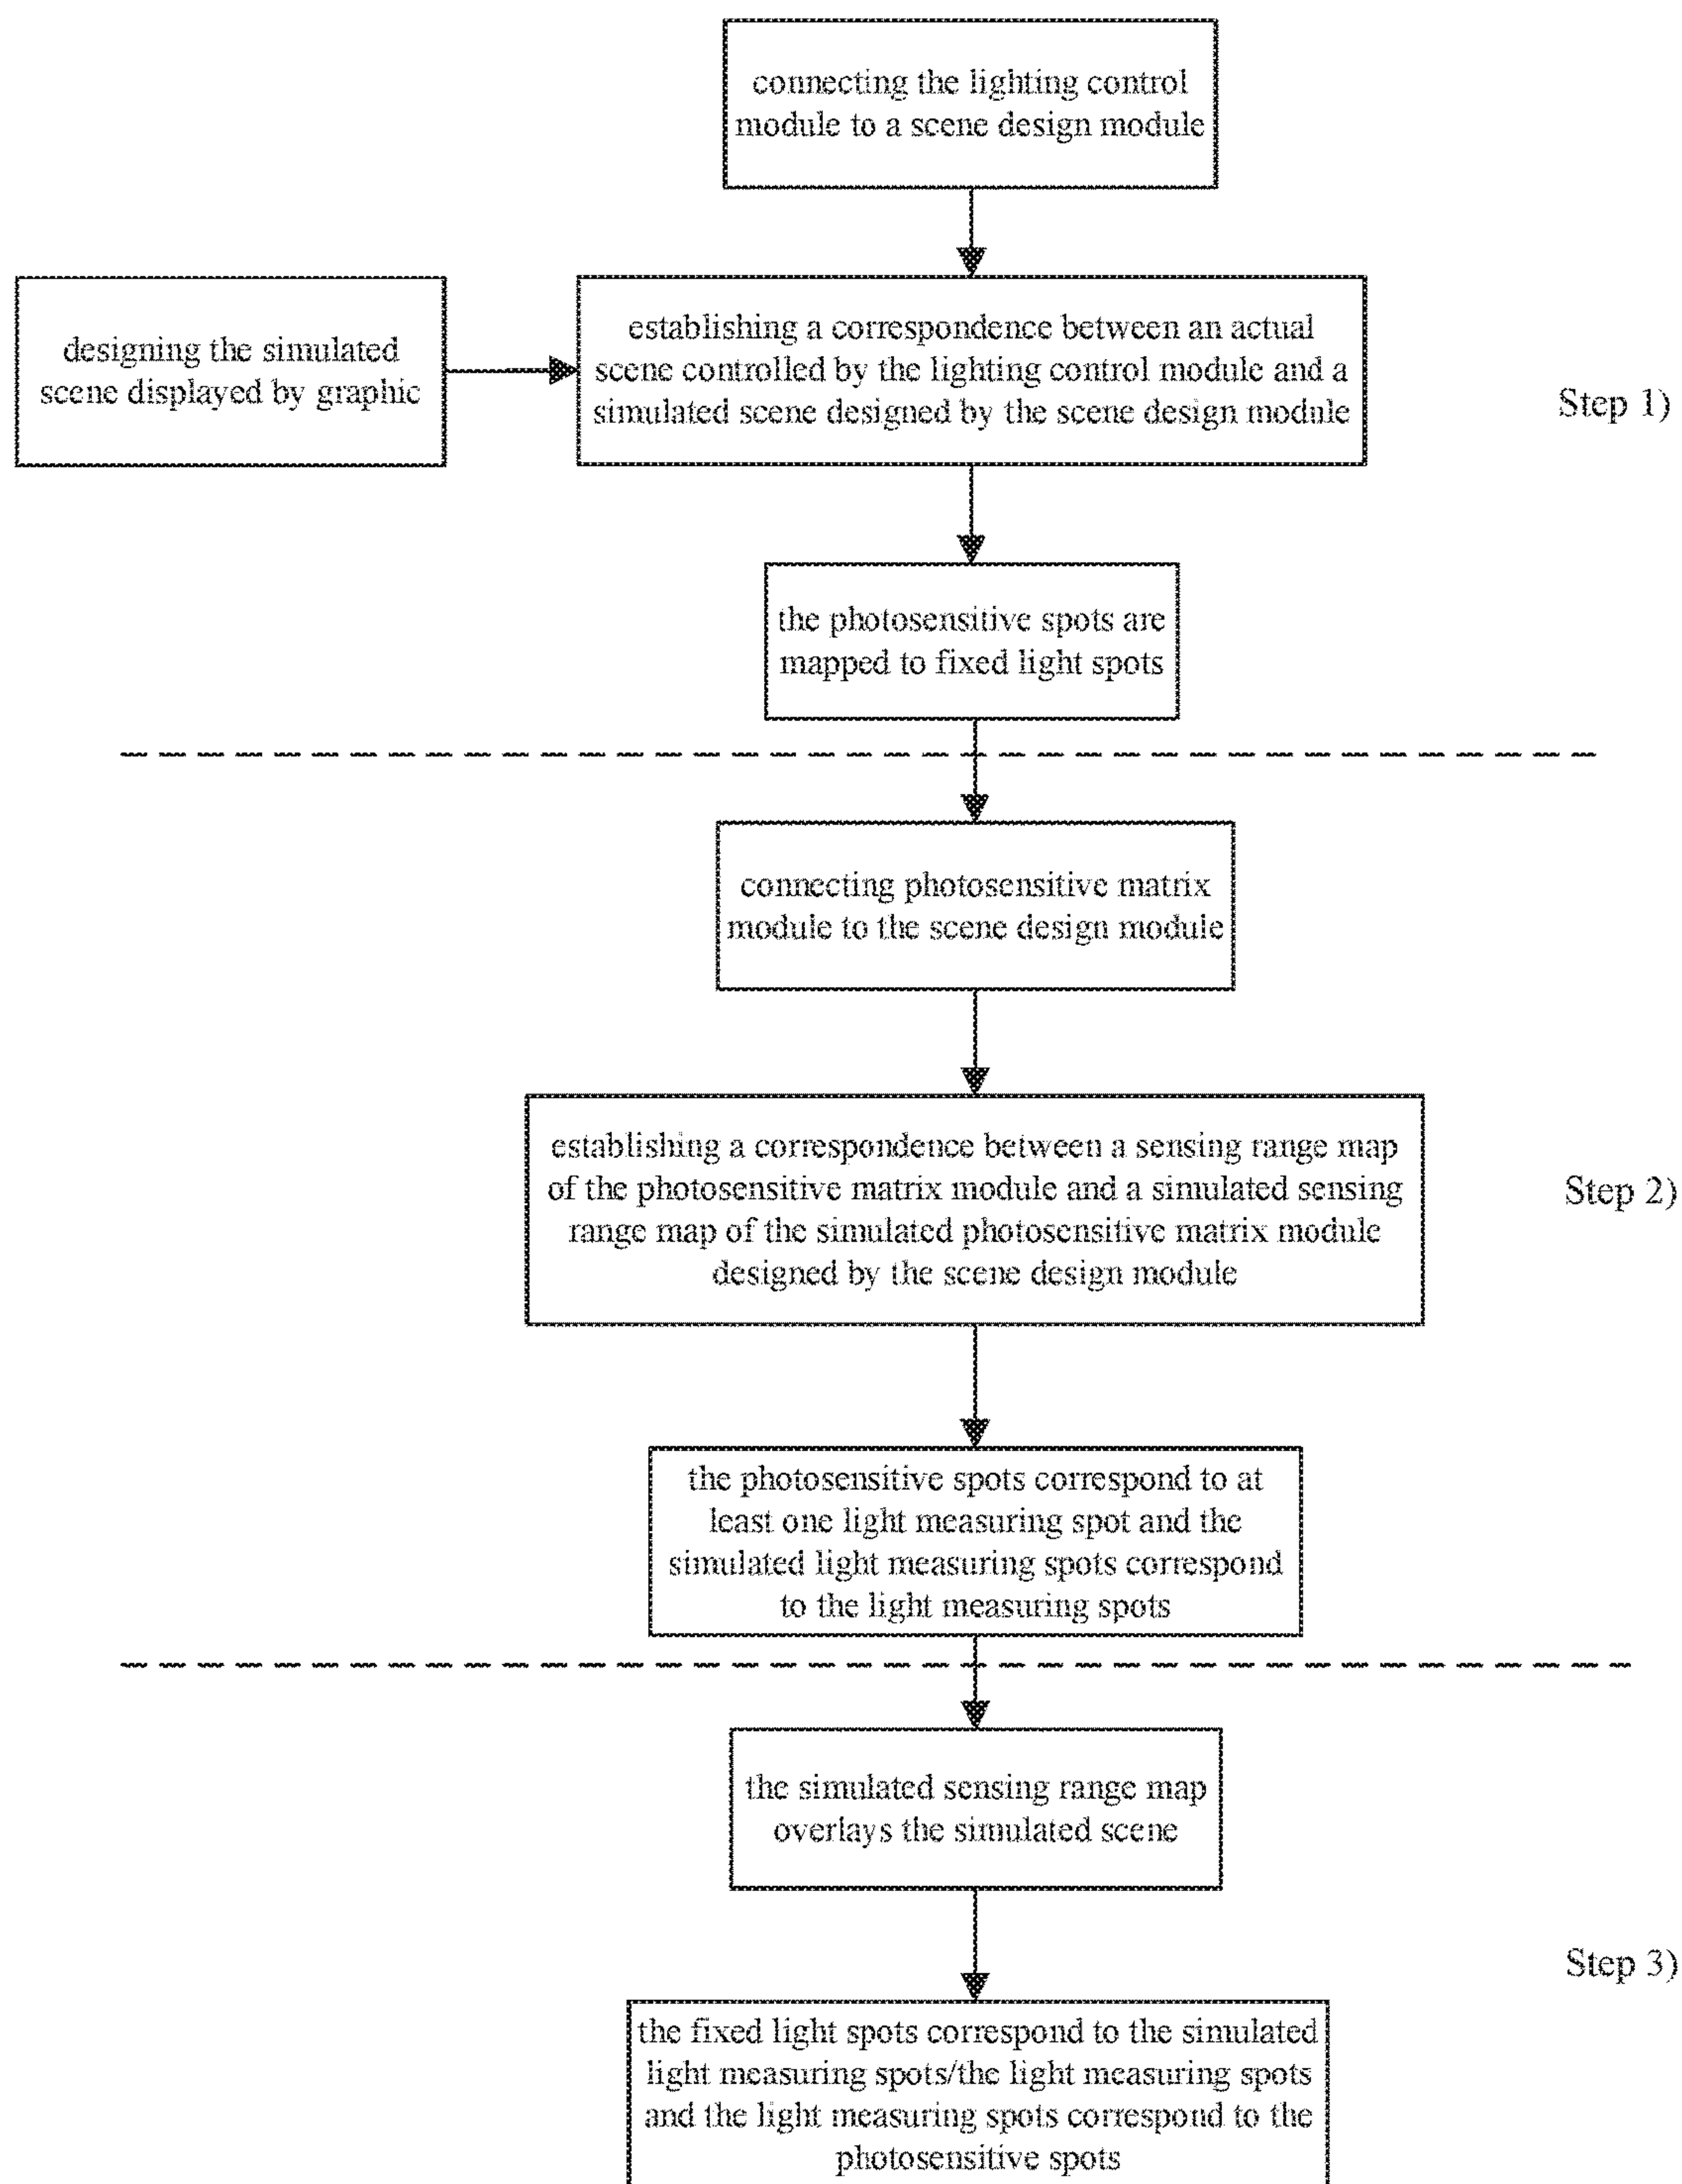 connecting the lighting control
module to a scene design module
designing the simulated
scene displayed by graphic
establishing a correspondence between an actual
scene controlled by the lighting control module and a
simulated scene designed by the scene design module
Step 1)
the photosensitive spots are
mapped to fixed light spots
connecting photosensitive matrix
module to the scene design module
establishing a correspondence between a sensing range map
of the photosensitive matrix module and a simulated sensing
range map of the simulated photosensitive matrix module
designed by the scene design module
Step 2)
the photosensitive spots correspond to at
least one light measuring spot and the
simulated light measuring spots correspond
to the light measuring spots
the simulated sensing range map
overlays the simulated scene
Step 3)
the fixed light spots correspond to the simulated
light measuring spots/the light measuring spots
and the light measuring spots correspond to the
photosensitive spots